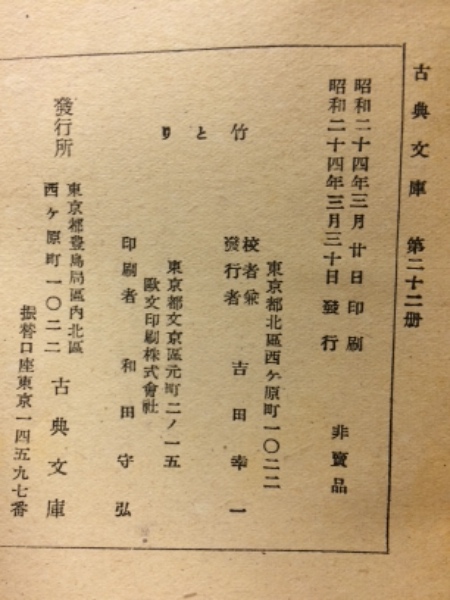 古典文庫 第二十二册
昭和二十四年三月廿日印刷
昭和二十四年三月三十日發行
非賣品
竹とり
東京都北區西ケ原町一〇二二
校者兼
發行者 吉田幸一
東京都文京區元町二ノ一五
歐文印刷株式會社
印刷者 和田守弘
東京都豐島局區內北區
西ケ原町一〇二二
發行所 古典文庫
振替口座東京一四五九七番